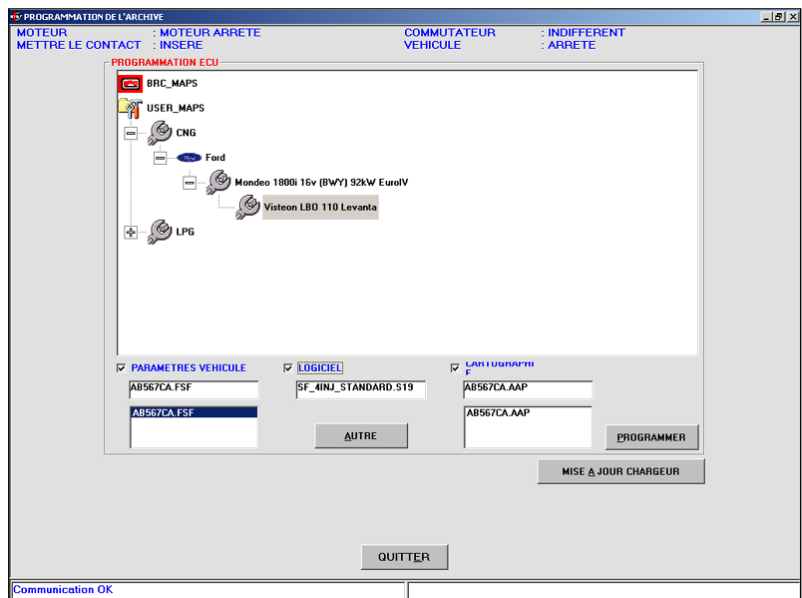 PROGRAMMATION DE L'ARCHIVE
MOTEUR : MOTEUR ARRETE COMMUTATEUR : INDIFFERENT
METTRE LE CONTACT : INSERE VEHICULE : ARRETE
PROGRAMMATION ECU
BRC_MAPS
USER_MAPS
CNG
Ford
Mondeo 1800i 16v (BWY) 92kW EuroIV
Visteon LBO 110 Levanta
LPG
PARAMETRES VEHICULE LOGICIEL CARTOGRAPHI
E
AB567CA.FSF SF_4INJ_STANDARD.S19 AB567CA.AAP
AB567CA.FSF AB567CA.AAP
AUTRE PROGRAMMER
MISE A JOUR CHARGEUR
QUITTER
Communication OK